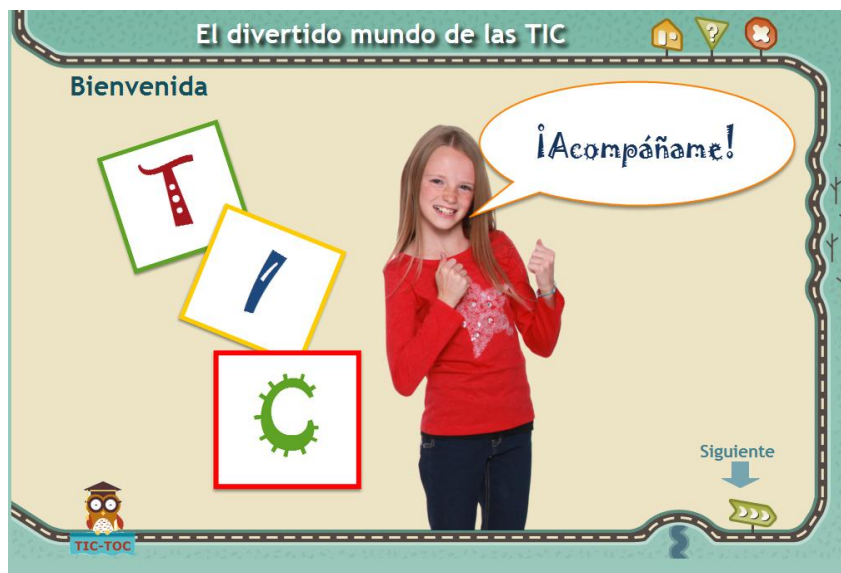 El divertido mundo de las TIC
?
Bienvenida
¡Acompáñame!
T
I
C
Siguiente
TIC-TOC